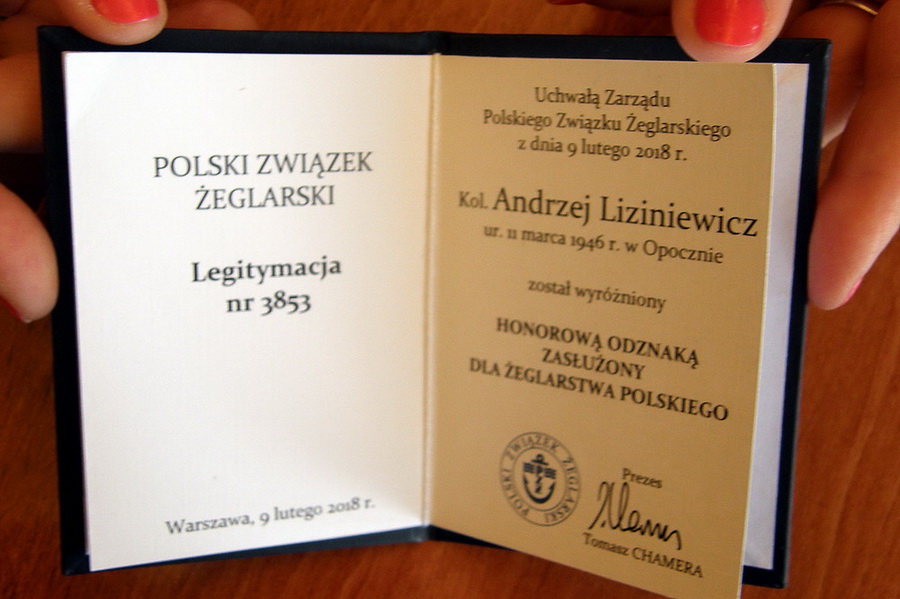 POLSKI ZWIĄZEK
ŻEGLARSKI
Legitymacja
nr 3853
Warszawa, 9 lutego 2018 r.
Uchwałą Zarządu
Polskiego Związku Żeglarskiego
z dnia 9 lutego 2018 r.
Kol. Andrzej Liziniewicz
ur. 11 marca 1946 r. w Opocznie
został wyróżniony
HONOROWĄ ODZNAKĄ
ZASŁUŻONY
DLA ŻEGLARSTWA POLSKIEGO
POLSKI ZWIĄZEK ŻEGLARSKI
Prezes
Tomasz CHAMERA